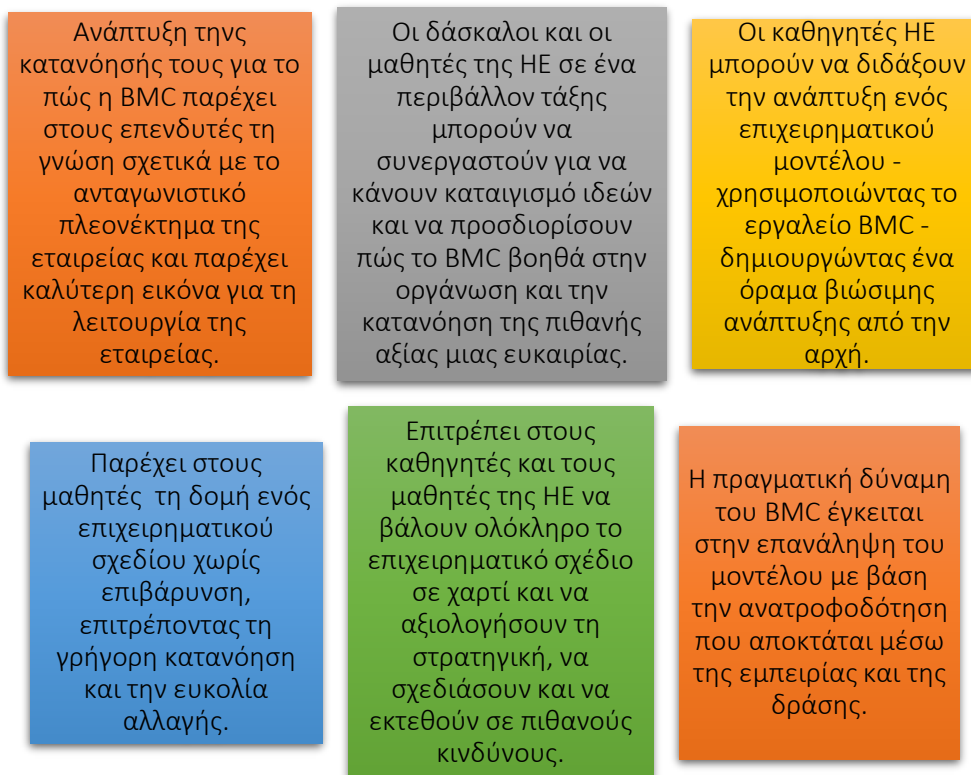 Ανάπτυξη τηνς
κατανόησής τους για το
πώς η BMC παρέχει
στους επενδυτές τη
γνώση σχετικά με το
ανταγωνιστικό
πλεονέκτημα της
εταιρείας και παρέχει
καλύτερη εικόνα για τη
λειτουργία της
εταιρείας.
Οι δάσκαλοι και οι
μαθητές της ΗΕ σε ένα
περιβάλλον τάξης
μπορούν να
συνεργαστούν για να
κάνουν καταιγισμό ιδεών
και να προσδιορίσουν
πώς το BMC βοηθά στην
οργάνωση και την
κατανόηση της πιθανής
αξίας μιας ευκαιρίας.
Οι καθηγητές ΗΕ
μπορούν να διδάξουν
την ανάπτυξη ενός
επιχειρηματικού
μοντέλου -
χρησιμοποιώντας το
εργαλείο BMC -
δημιουργώντας ένα
όραμα βιώσιμης
ανάπτυξης από την
αρχή.
Παρέχει στους
μαθητές  τη δομή ενός
επιχειρηματικού
σχεδίου χωρίς
επιβάρυνση,
επιτρέποντας τη
γρήγορη κατανόηση
και την ευκολία
αλλαγής.
Επιτρέπει στους
καθηγητές και τους
μαθητές της ΗΕ να
βάλουν ολόκληρο το
επιχειρηματικό σχέδιο
σε χαρτί και να
αξιολογήσουν τη
στρατηγική, να
σχεδιάσουν και να
εκτεθούν σε πιθανούς
κινδύνους.
Η πραγματική δύναμη
του BMC έγκειται
στην επανάληψη του
μοντέλου με βάση
την ανατροφοδότηση
που αποκτάται μέσω
της εμπειρίας και της
δράσης.